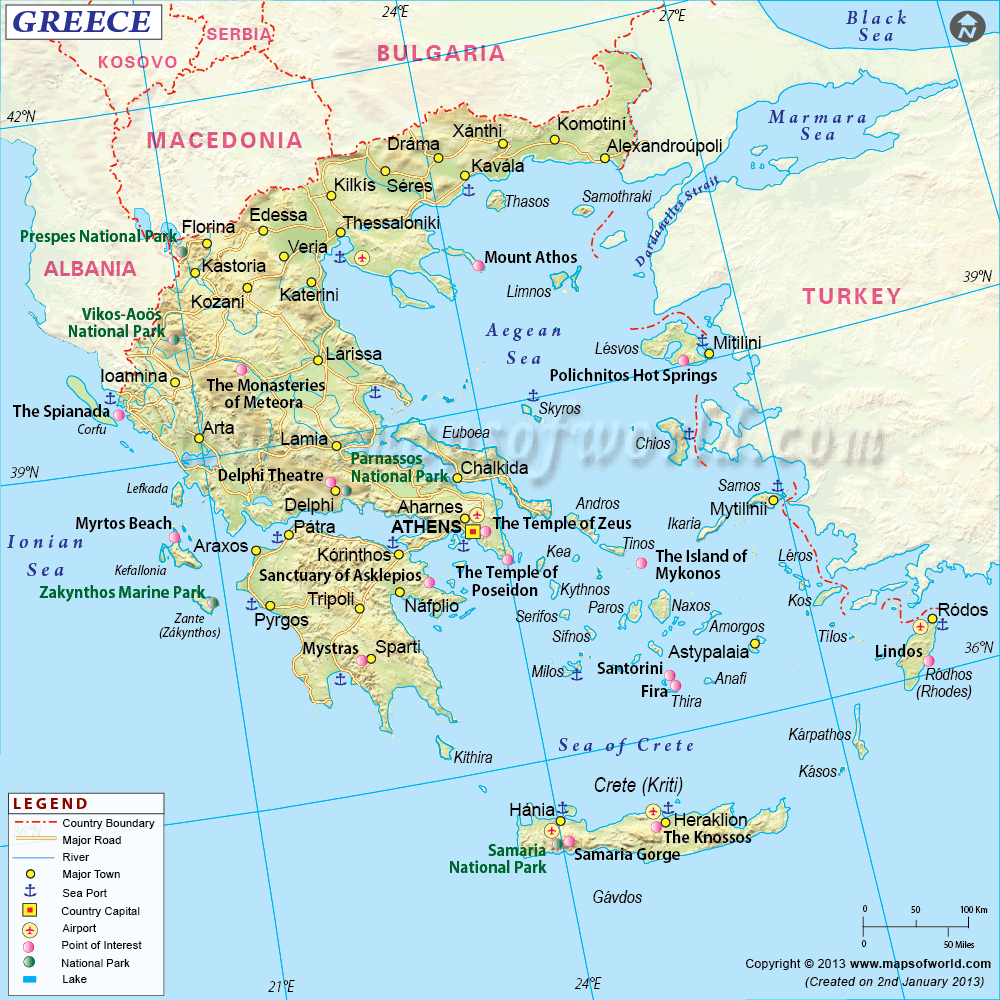 GREECE
24°E
27°E
Black
Sea
SERBIA
KOSOVO
BULGARIA
N
42°N
MACEDONIA
Marmara
Sea
Komotiní
Xánthi
Dráma
Alexandroúpoli
Kavála
Séres
Kilkís
Dardanelles Strait
Samothraki
Thasos
Edessa
Thessaloniki
Florina
Prespes National Park
Veria
Mount Athos
Kastoria
ALBANIA
39°N
Kozani
Katerini
Limnos
TURKEY
Vikos-Aoös
National Park
Aegean
Sea
Mitilini
Lésvos
Lárissa
Ioannina
Polichnitos Hot Springs
The Monasteries
of Meteora
The Spianada
Corfu
Skyros
mapsofworld.com
Arta
Lamia
Euboea
Chios
Parnassos
National Park
39°N
Chalkida
Delphi Theatre
Lefkada
Delphi
Samos
Andros
Aharnes
Mytilinii
Myrtos Beach
Pátra
ATHENS
The Temple of Zeus
Ikaria
Ionian
Sea
Araxos
Kórinthos
Kea
Tinos
The Island of
Mykonos
Léros
Kefallonia
Sanctuary of Asklepios
The Temple of
Poseidon
Zakynthos Marine Park
Kythnos
Kos
Tripoli
Náfplio
Paros
Naxos
Ródos
Zante
(Zákynthos)
Pyrgos
Serifos
Amorgos
Sifnos
Tilos
Mystras
Sparti
Astypalaia
Lindos
36°N
Milos
Santorini
Anafi
Ródhos
(Rhodes)
Fira
Thira
Kárpathos
Kithira
Sea of Crete
Kásos
Crete (Kriti)
LEGEND
Hánia
Heraklion
Country Boundary
36°N
Major Road
The Knossos
Samaria
National Park
Samaria Gorge
River
Major Town
Sea Port
Gávdos
Country Capital
0 50 100 Km
Airport
Point of Interest
0 50 Miles
National Park
Lake
Copyright © 2013 www.mapsofworld.com
(Created on 2nd January 2013)
21°E
24°E